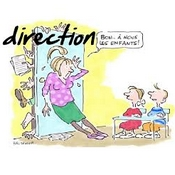 direction
BON.. À NOUS
LES ENFANTS!